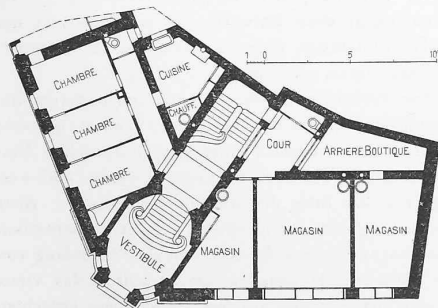 1 0 5 10
CUISINE
CHAMBRE
CHAUFF.
CHAMBRE
COUR
ARRIERE BOUTIQUE
CHAMBRE
VESTIBULE
MAGASIN
MAGASIN
MAGASIN